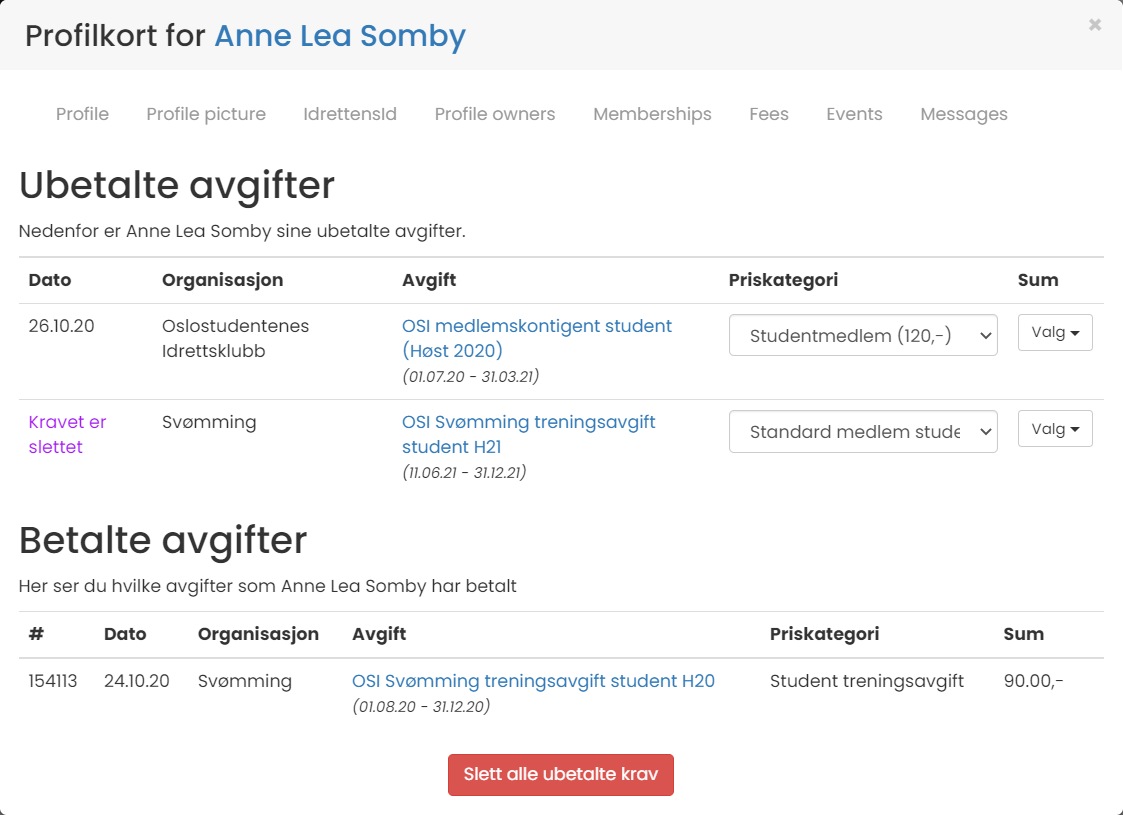 Profilkort for Anne Lea Somby ×
Profile Profile picture IdrettensId Profile owners Memberships Fees Events Messages
Ubetalte avgifter
Nedenfor er Anne Lea Somby sine ubetalte avgifter.
Dato Organisasjon Avgift Priskategori Sum
26.10.20 Oslostudentenes OSI medlemskontigent student Studentmedlem (120,-) Valg
Idrettsklubb (Høst 2020)
(01.07.20 - 31.03.21)
Kravet er Svømming OSI Svømming treningsavgift Standard medlem stude Valg
slettet student H21
(11.06.21 - 31.12.21)
Betalte avgifter
Her ser du hvilke avgifter som Anne Lea Somby har betalt
# Dato Organisasjon Avgift Priskategori Sum
154113 24.10.20 Svømming OSI Svømming treningsavgift student H20 Student treningsavgift 90.00,-
(01.08.20 - 31.12.20)
Slett alle ubetalte krav